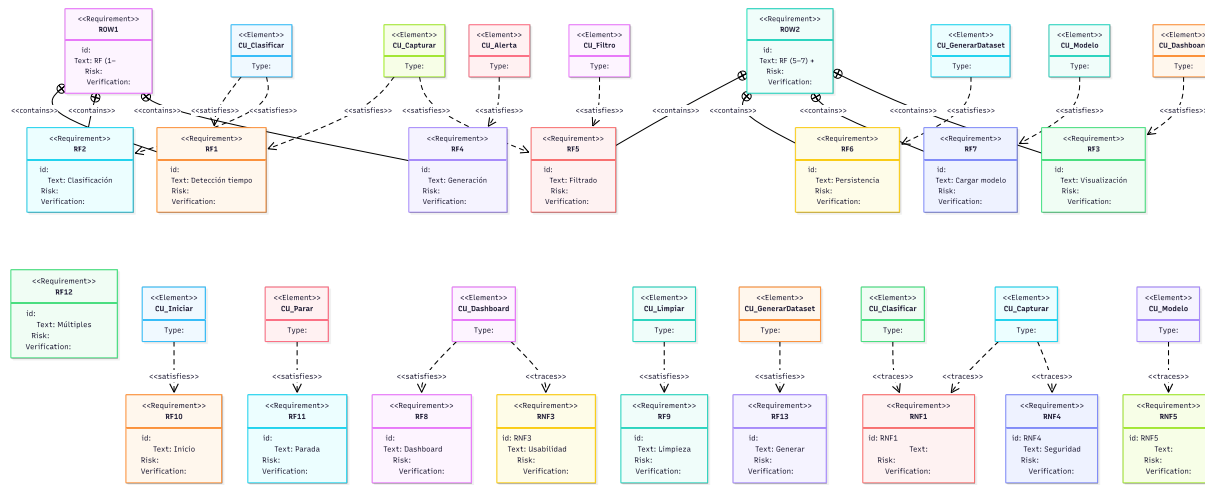 <<Requirement>>
ROW1
id:
Text: RF (1–
Risk:
Verification:
<<Element>>
CU_Clasificar
Type:
<<Element>>
CU_Capturar
Type:
<<Element>>
CU_Alerta
Type:
<<Element>>
CU_Filtro
Type:
<<Requirement>>
ROW2
id:
Text: RF (5–7) +
Risk:
Verification:
<<Element>>
CU_GenerarDataset
Type:
<<Element>>
CU_Modelo
Type:
<<Element>>
CU_Dashboar
Type:
<<contains>>
<<contains>>
<<contains>>
<<satisfies>>
<<satisfies>>
<<satisfies>>
<<satisfies>>
<<satisfies>>
<<satisfies>>
<<contains>>
<<contains>>
<<contains>>
<<contains>>
<<satisfies>>
<<satisfies>>
<<satisfies>>
<<Requirement>>
RF2
id:
Text: Clasificación
Risk:
Verification:
<<Requirement>>
RF1
id:
Text: Detección tiempo
Risk:
Verification:
<<Requirement>>
RF4
id:
Text: Generación
Risk:
Verification:
<<Requirement>>
RF5
id:
Text: Filtrado
Risk:
Verification:
<<Requirement>>
RF6
id:
Text: Persistencia
Risk:
Verification:
<<Requirement>>
RF7
id:
Text: Cargar modelo
Risk:
Verification:
<<Requirement>>
RF3
id:
Text: Visualización
Risk:
Verification:
<<Requirement>>
RF12
id:
Text: Múltiples
Risk:
Verification:
<<Element>>
CU_Iniciar
Type:
<<Element>>
CU_Parar
Type:
<<Element>>
CU_Dashboard
Type:
<<Element>>
CU_Limpiar
Type:
<<Element>>
CU_GenerarDataset
Type:
<<Element>>
CU_Clasificar
Type:
<<Element>>
CU_Capturar
Type:
<<Element>>
CU_Modelo
Type:
<<satisfies>>
<<satisfies>>
<<satisfies>>
<<traces>>
<<satisfies>>
<<satisfies>>
<<traces>>
<<traces>>
<<traces>>
<<traces>>
<<Requirement>>
RF10
id:
Text: Inicio
Risk:
Verification:
<<Requirement>>
RF11
id:
Text: Parada
Risk:
Verification:
<<Requirement>>
RF8
id:
Text: Dashboard
Risk:
Verification:
<<Requirement>>
RNF3
id: RNF3
Text: Usabilidad
Risk:
Verification:
<<Requirement>>
RF9
id:
Text: Limpieza
Risk:
Verification:
<<Requirement>>
RF13
id:
Text: Generar
Risk:
Verification:
<<Requirement>>
RNF1
id: RNF1
Text:
Risk:
Verification:
<<Requirement>>
RNF4
id: RNF4
Text: Seguridad
Risk:
Verification:
<<Requirement>>
RNF5
id: RNF5
Text:
Risk:
Verification: